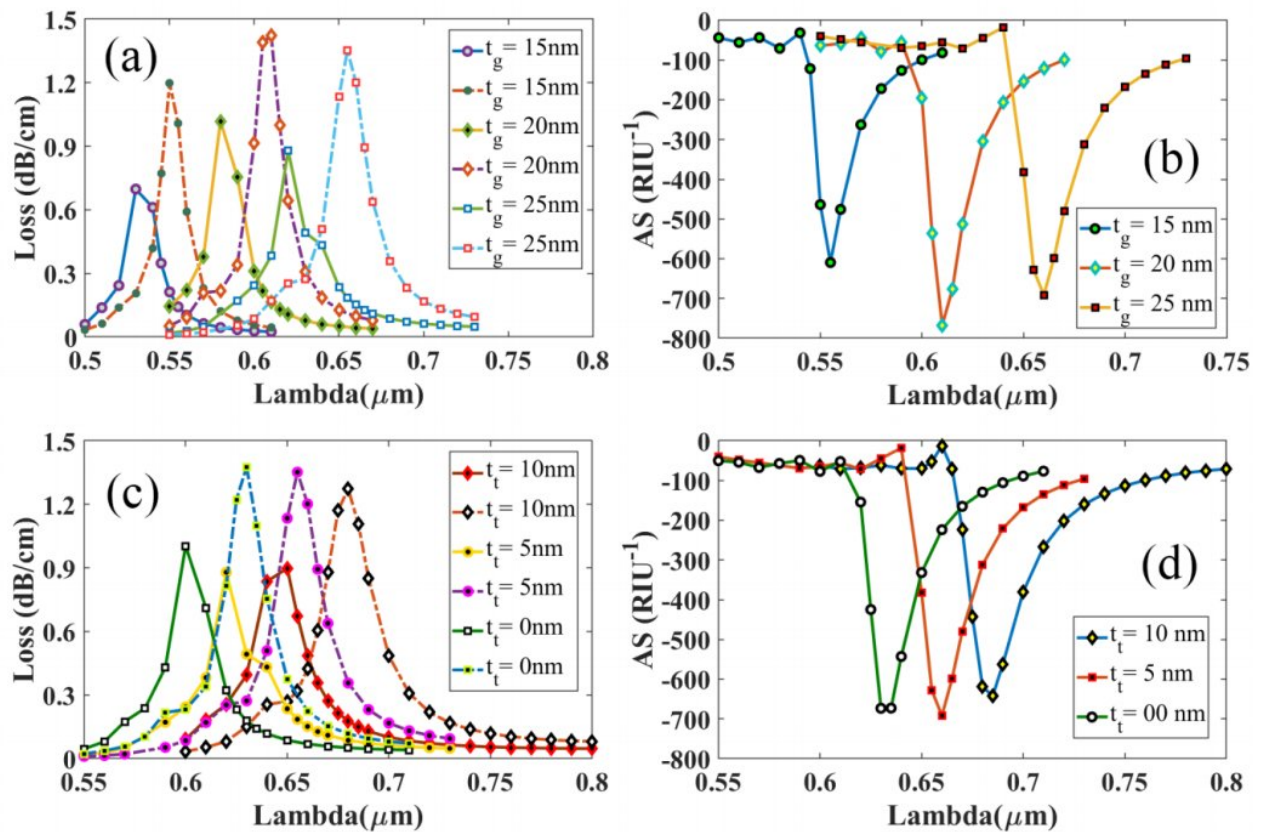 (a)
1.5
1.2
0.9
0.6
0.3
0
Loss (dB/cm)
0.5 0.55 0.6 0.65 0.7 0.75 0.8
Lambda(μm)
t_g = 15nm
t_g = 15nm
t_g = 20nm
t_g = 20nm
t_g = 25nm
t_g = 25nm
(b)
0
-100
-200
-300
-400
-500
-600
-700
-800
AS (RIU⁻¹)
0.5 0.55 0.6 0.65 0.7 0.75
Lambda(μm)
t_g = 15 nm
t_g = 20 nm
t_g = 25 nm
(c)
1.5
1.2
0.9
0.6
0.3
0
Loss (dB/cm)
0.55 0.6 0.65 0.7 0.75 0.8
Lambda(μm)
t_t = 10nm
t_t = 10nm
t_t = 5nm
t_t = 5nm
t_t = 0nm
t_t = 0nm
(d)
0
-100
-200
-300
-400
-500
-600
-700
-800
AS (RIU⁻¹)
0.55 0.6 0.65 0.7 0.75 0.8
Lambda(μm)
t_t = 10 nm
t_t = 5 nm
t_t = 00 nm